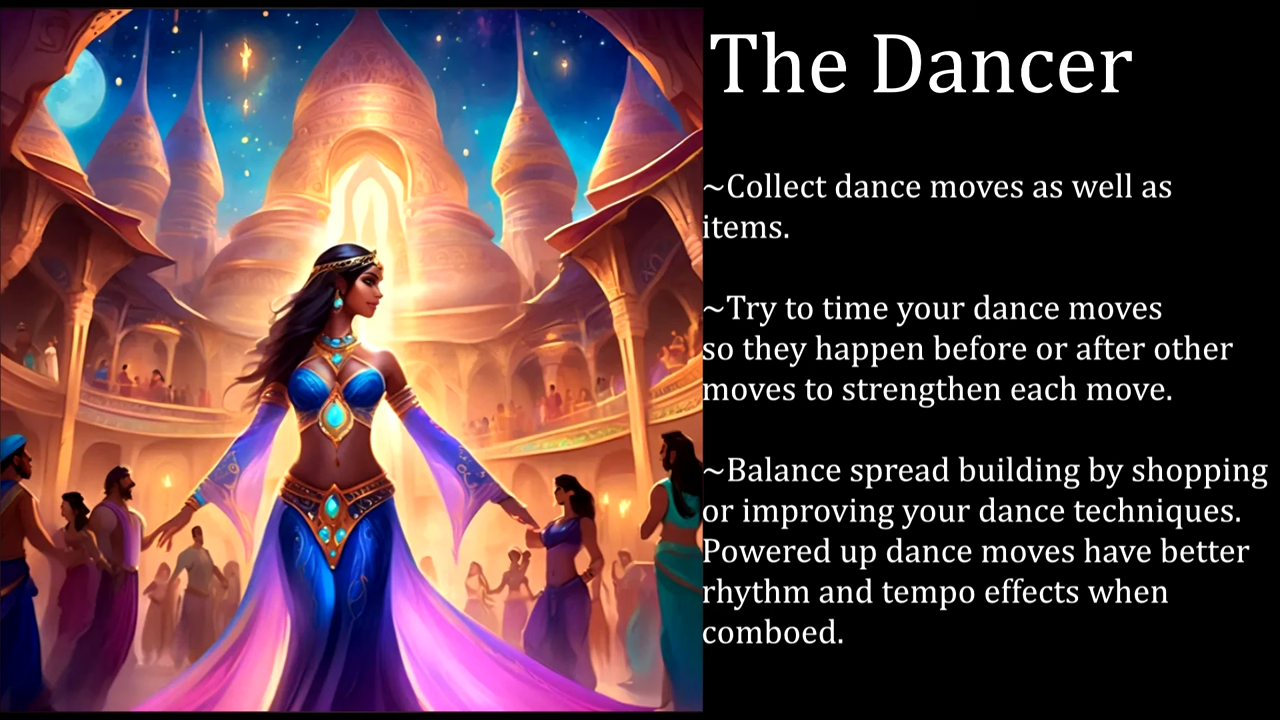 The Dancer
~Collect dance moves as well as
items.
~Try to time your dance moves
so they happen before or after other
moves to strengthen each move.
~Balance spread building by shopping
or improving your dance techniques.
Powered up dance moves have better
rhythm and tempo effects when
comboed.